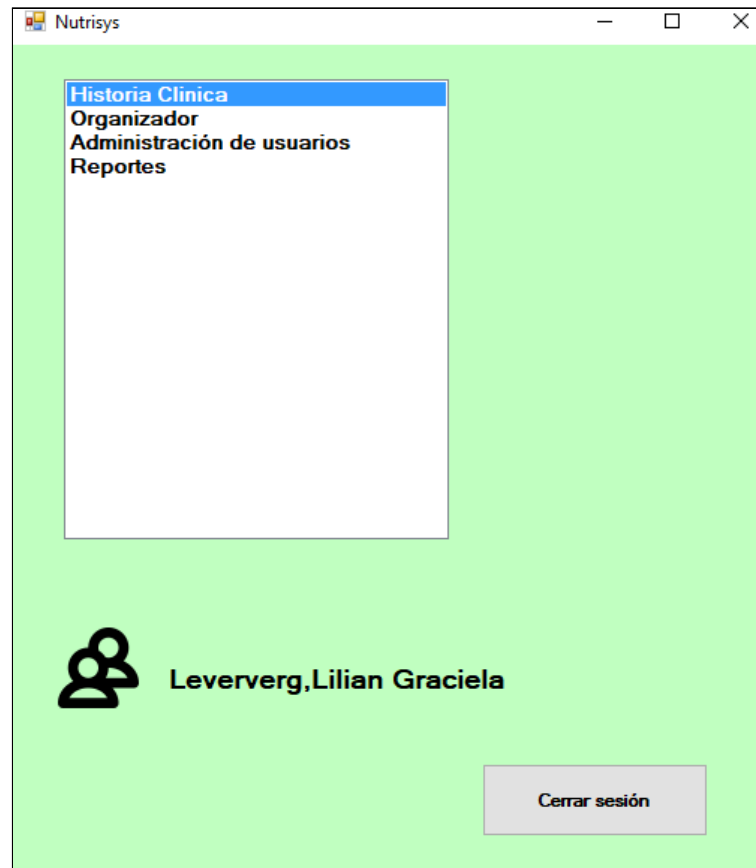 Nutrisys
Historia Clinica
Organizador
Administración de usuarios
Reportes
Leververg,Lilian Graciela
Cerrar sesión